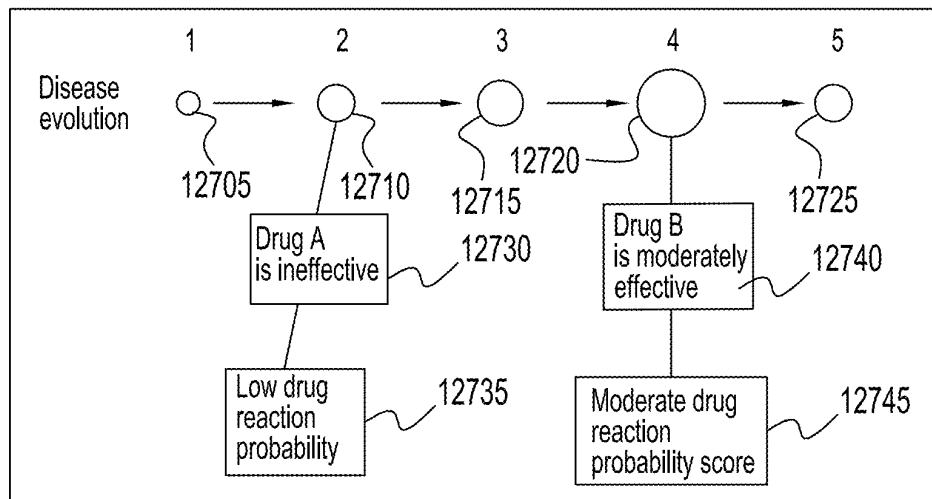 1
2
3
4
5
Disease
evolution
12705
12710
12715
12720
12725
Drug A
is ineffective
12730
Drug B
is moderately
effective
12740
Low drug
reaction
probability
12735
Moderate drug
reaction
probability score
12745